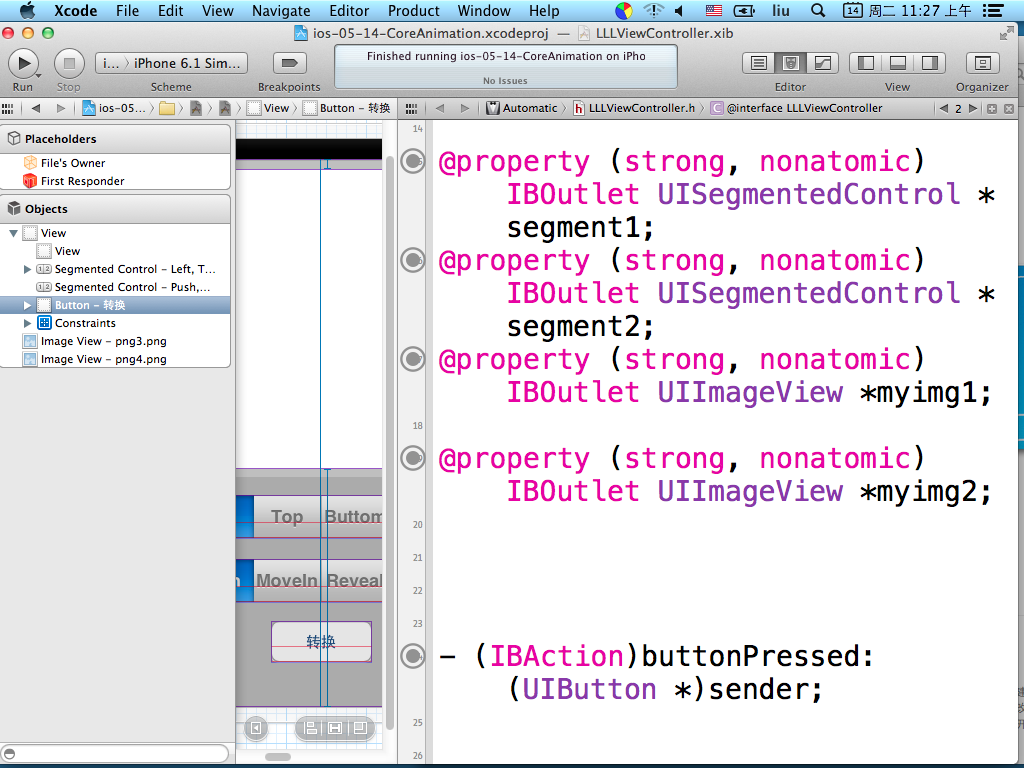 Xcode File Edit View Navigate Editor Product Window Help liu 14 周二 11:27 上午
ios-05-14-CoreAnimation.xcodeproj — LLLViewController.xib
i... iPhone 6.1 Sim...
Finished running ios-05-14-CoreAnimation on iPho
No Issues
Run Stop Scheme Breakpoints Editor View Organizer
ios-05... View Button - 转换 Automatic h LLLViewController.h C @interface LLLViewController 2
Placeholders
File's Owner
First Responder
Objects
View
View
Segmented Control - Left, T...
Segmented Control - Push,...
Button - 转换
Constraints
Image View - png3.png
Image View - png4.png
Top Buttom
MoveIn Reveal
转换
14
@property (strong, nonatomic)
IBOutlet UISegmentedControl *
segment1;
@property (strong, nonatomic)
IBOutlet UISegmentedControl *
segment2;
@property (strong, nonatomic)
IBOutlet UIImageView *myimg1;
18
@property (strong, nonatomic)
IBOutlet UIImageView *myimg2;
20
21
22
23
- (IBAction)buttonPressed:
(UIButton *)sender;
25
26